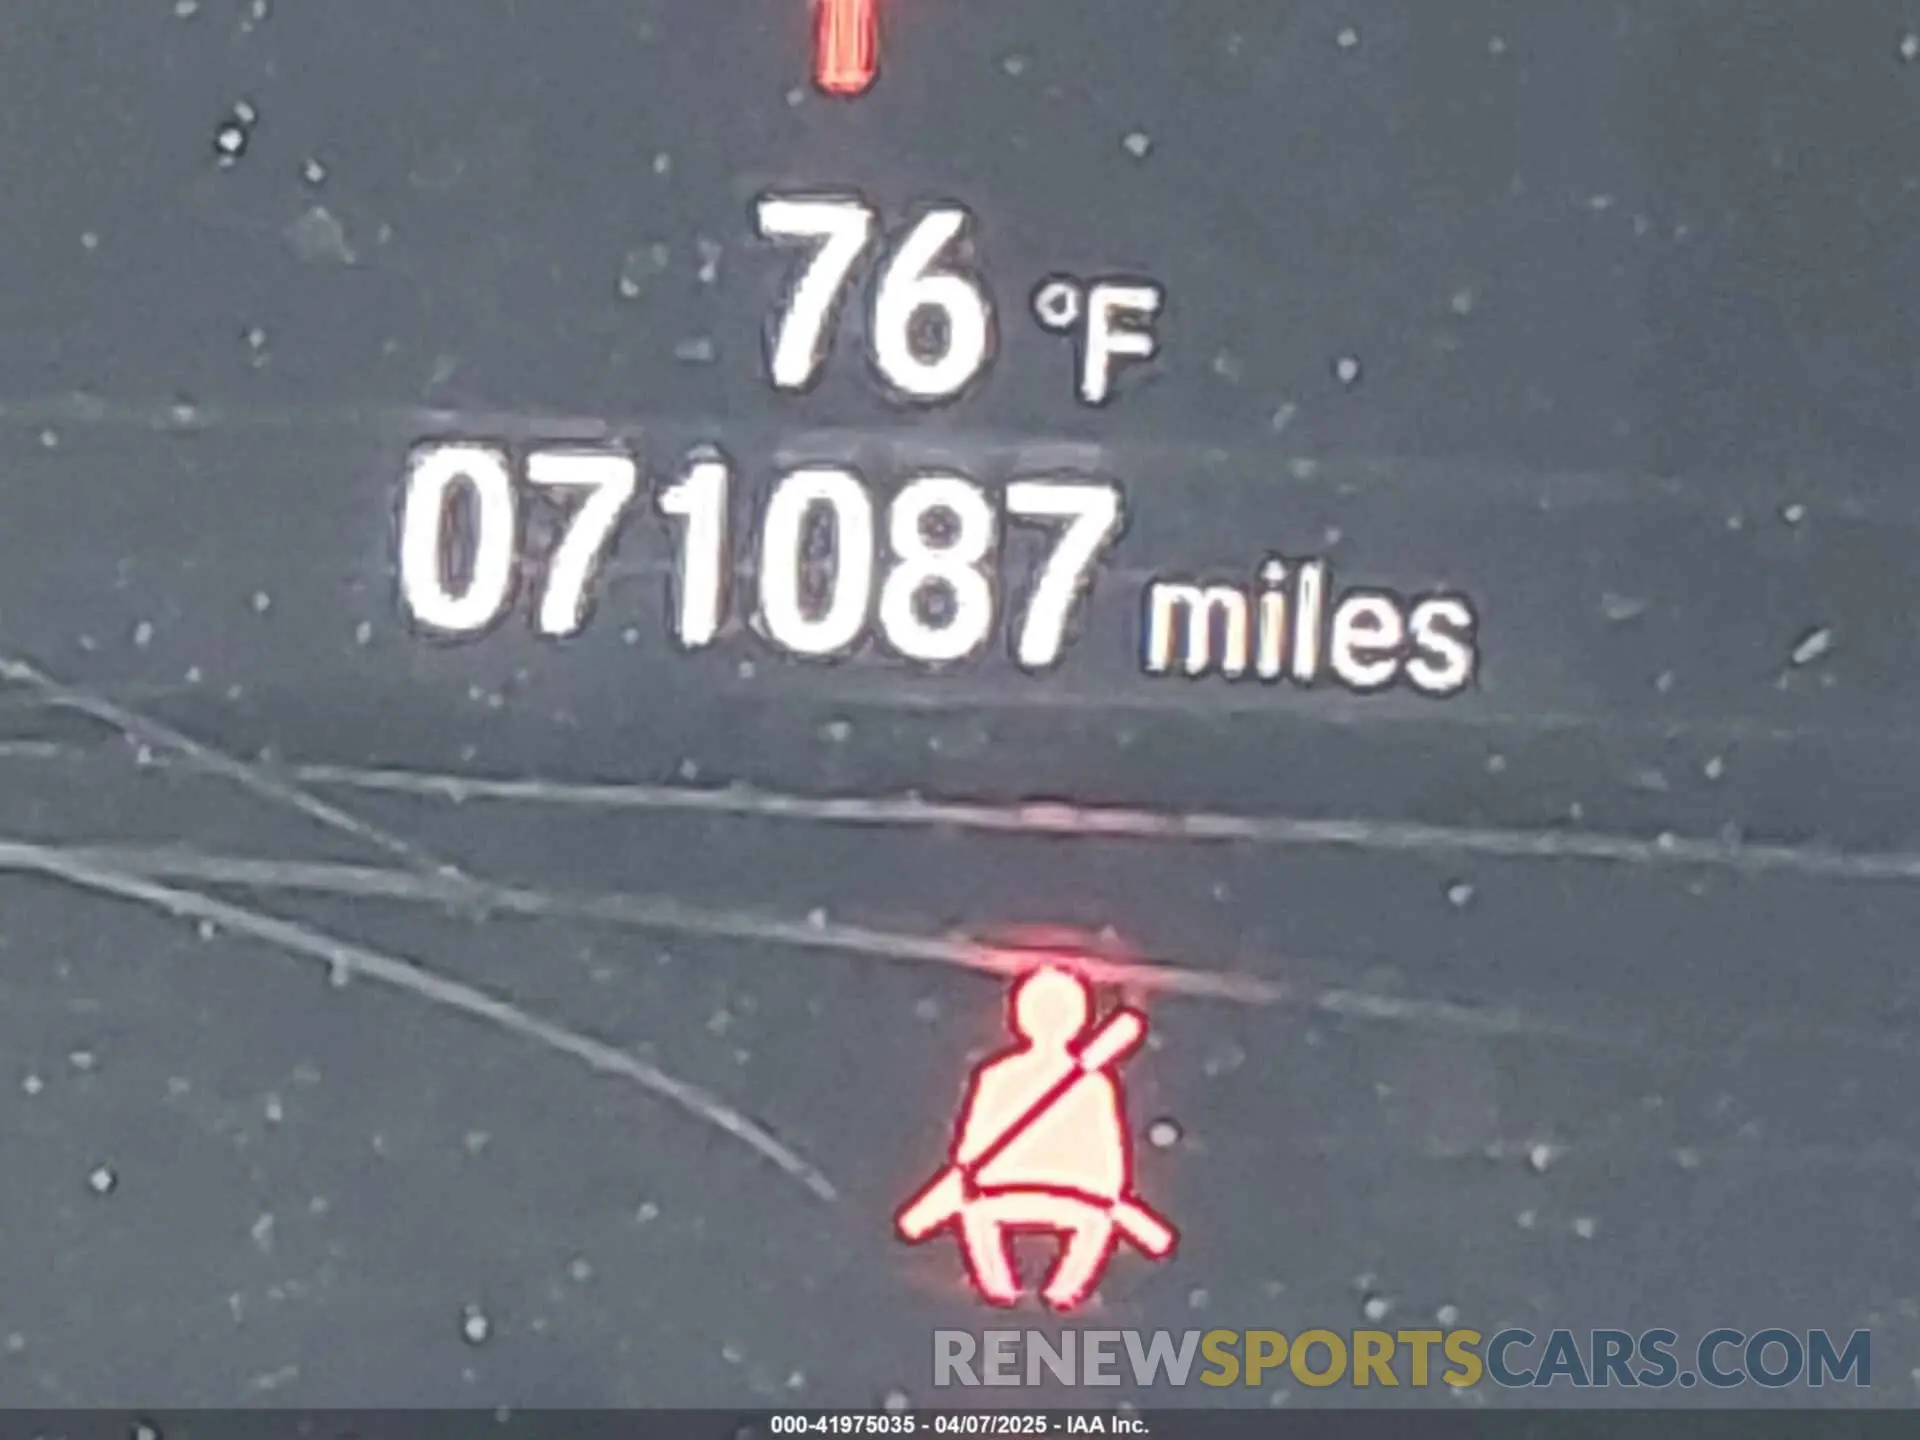 76 °F
071087 miles
RENEWSPORTSCARS.COM
000-41975035 - 04/07/2025 - IAA Inc.